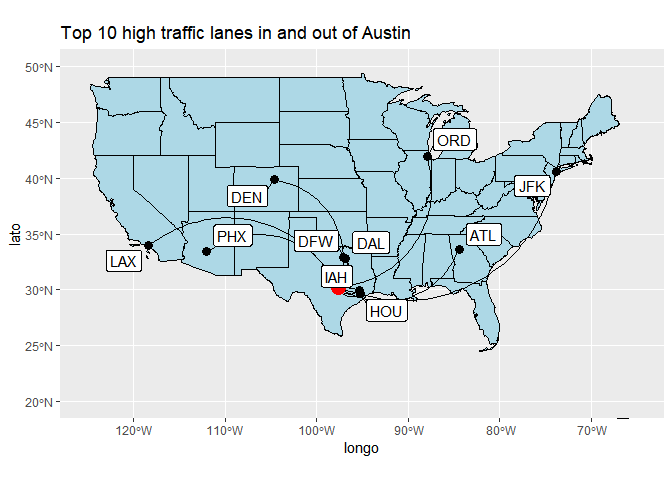 Top 10 high traffic lanes in and out of Austin
50°N
45°N
40°N
35°N
30°N
25°N
20°N
lato
ORD
JFK
DEN
PHX
DFW
DAL
ATL
LAX
IAH
HOU
120°W
110°W
100°W
90°W
80°W
70°W
longo